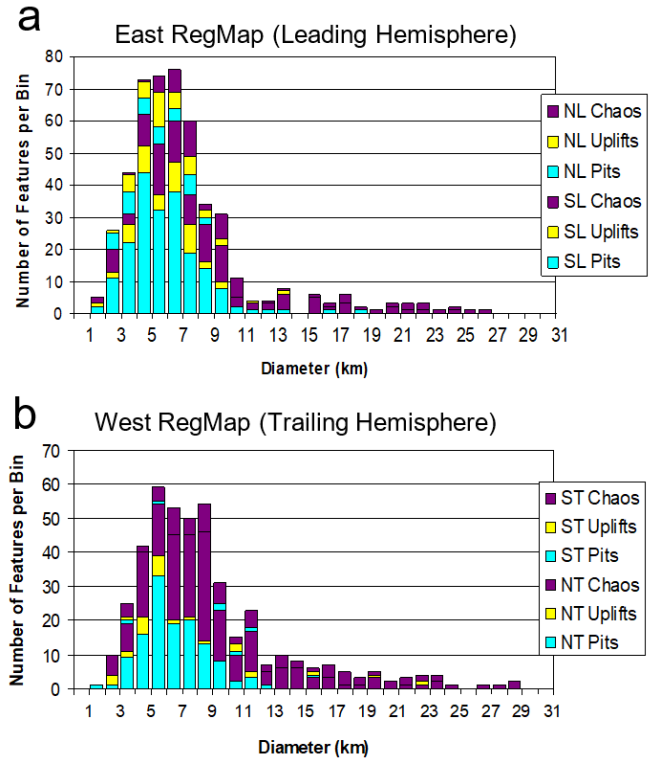 a
East RegMap (Leading Hemisphere)
80
70
60
50
40
30
20
10
0
Number of Features per Bin
1 3 5 7 9 11 13 15 17 19 21 23 25 27 29 31
Diameter (km)
NL Chaos
NL Uplifts
NL Pits
SL Chaos
SL Uplifts
SL Pits
b
West RegMap (Trailing Hemisphere)
70
60
50
40
30
20
10
0
Number of Features per Bin
1 3 5 7 9 11 13 15 17 19 21 23 25 27 29 31
Diameter (km)
ST Chaos
ST Uplifts
ST Pits
NT Chaos
NT Uplifts
NT Pits